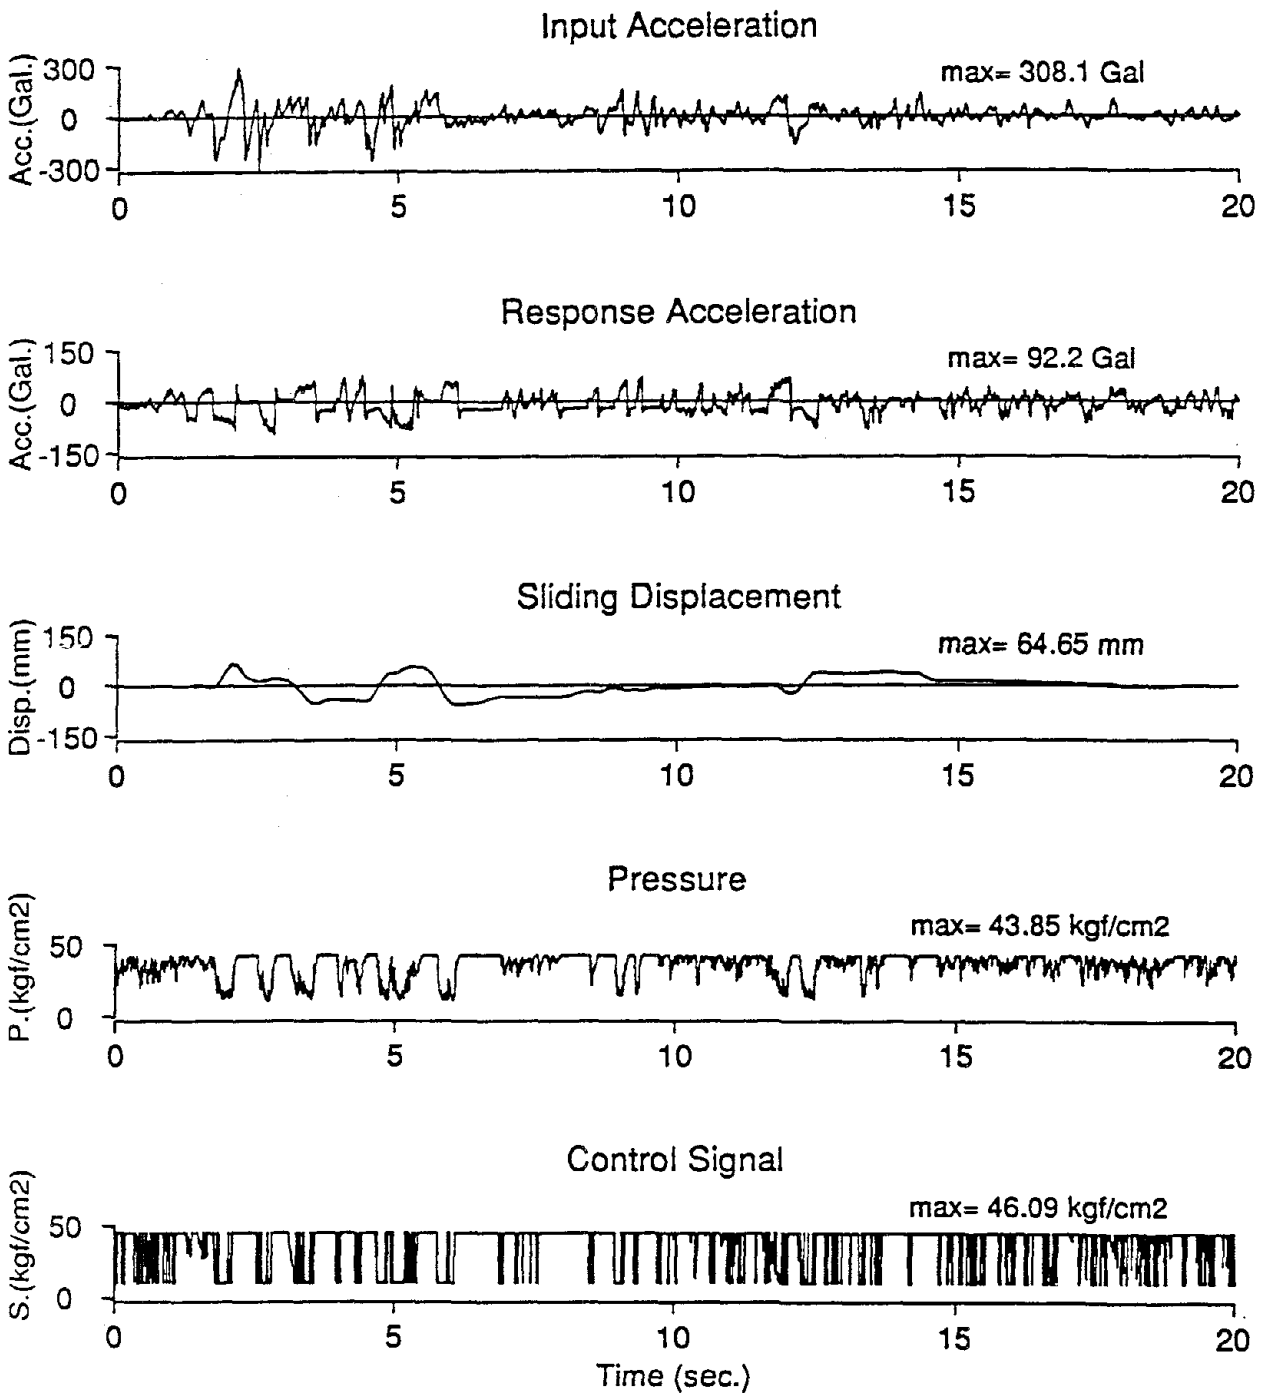 Input Acceleration
max= 308.1 Gal
Acc.(Gal.)
300
0
-300
0 5 10 15 20
Response Acceleration
max= 92.2 Gal
Acc.(Gal.)
150
0
-150
0 5 10 15 20
Sliding Displacement
max= 64.65 mm
Disp.(mm)
150
0
-150
0 5 10 15 20
Pressure
max= 43.85 kgf/cm2
P.(kgf/cm2)
50
0
0 5 10 15 20
Control Signal
max= 46.09 kgf/cm2
S.(kgf/cm2)
50
0
0 5 10 15 20
Time (sec.)